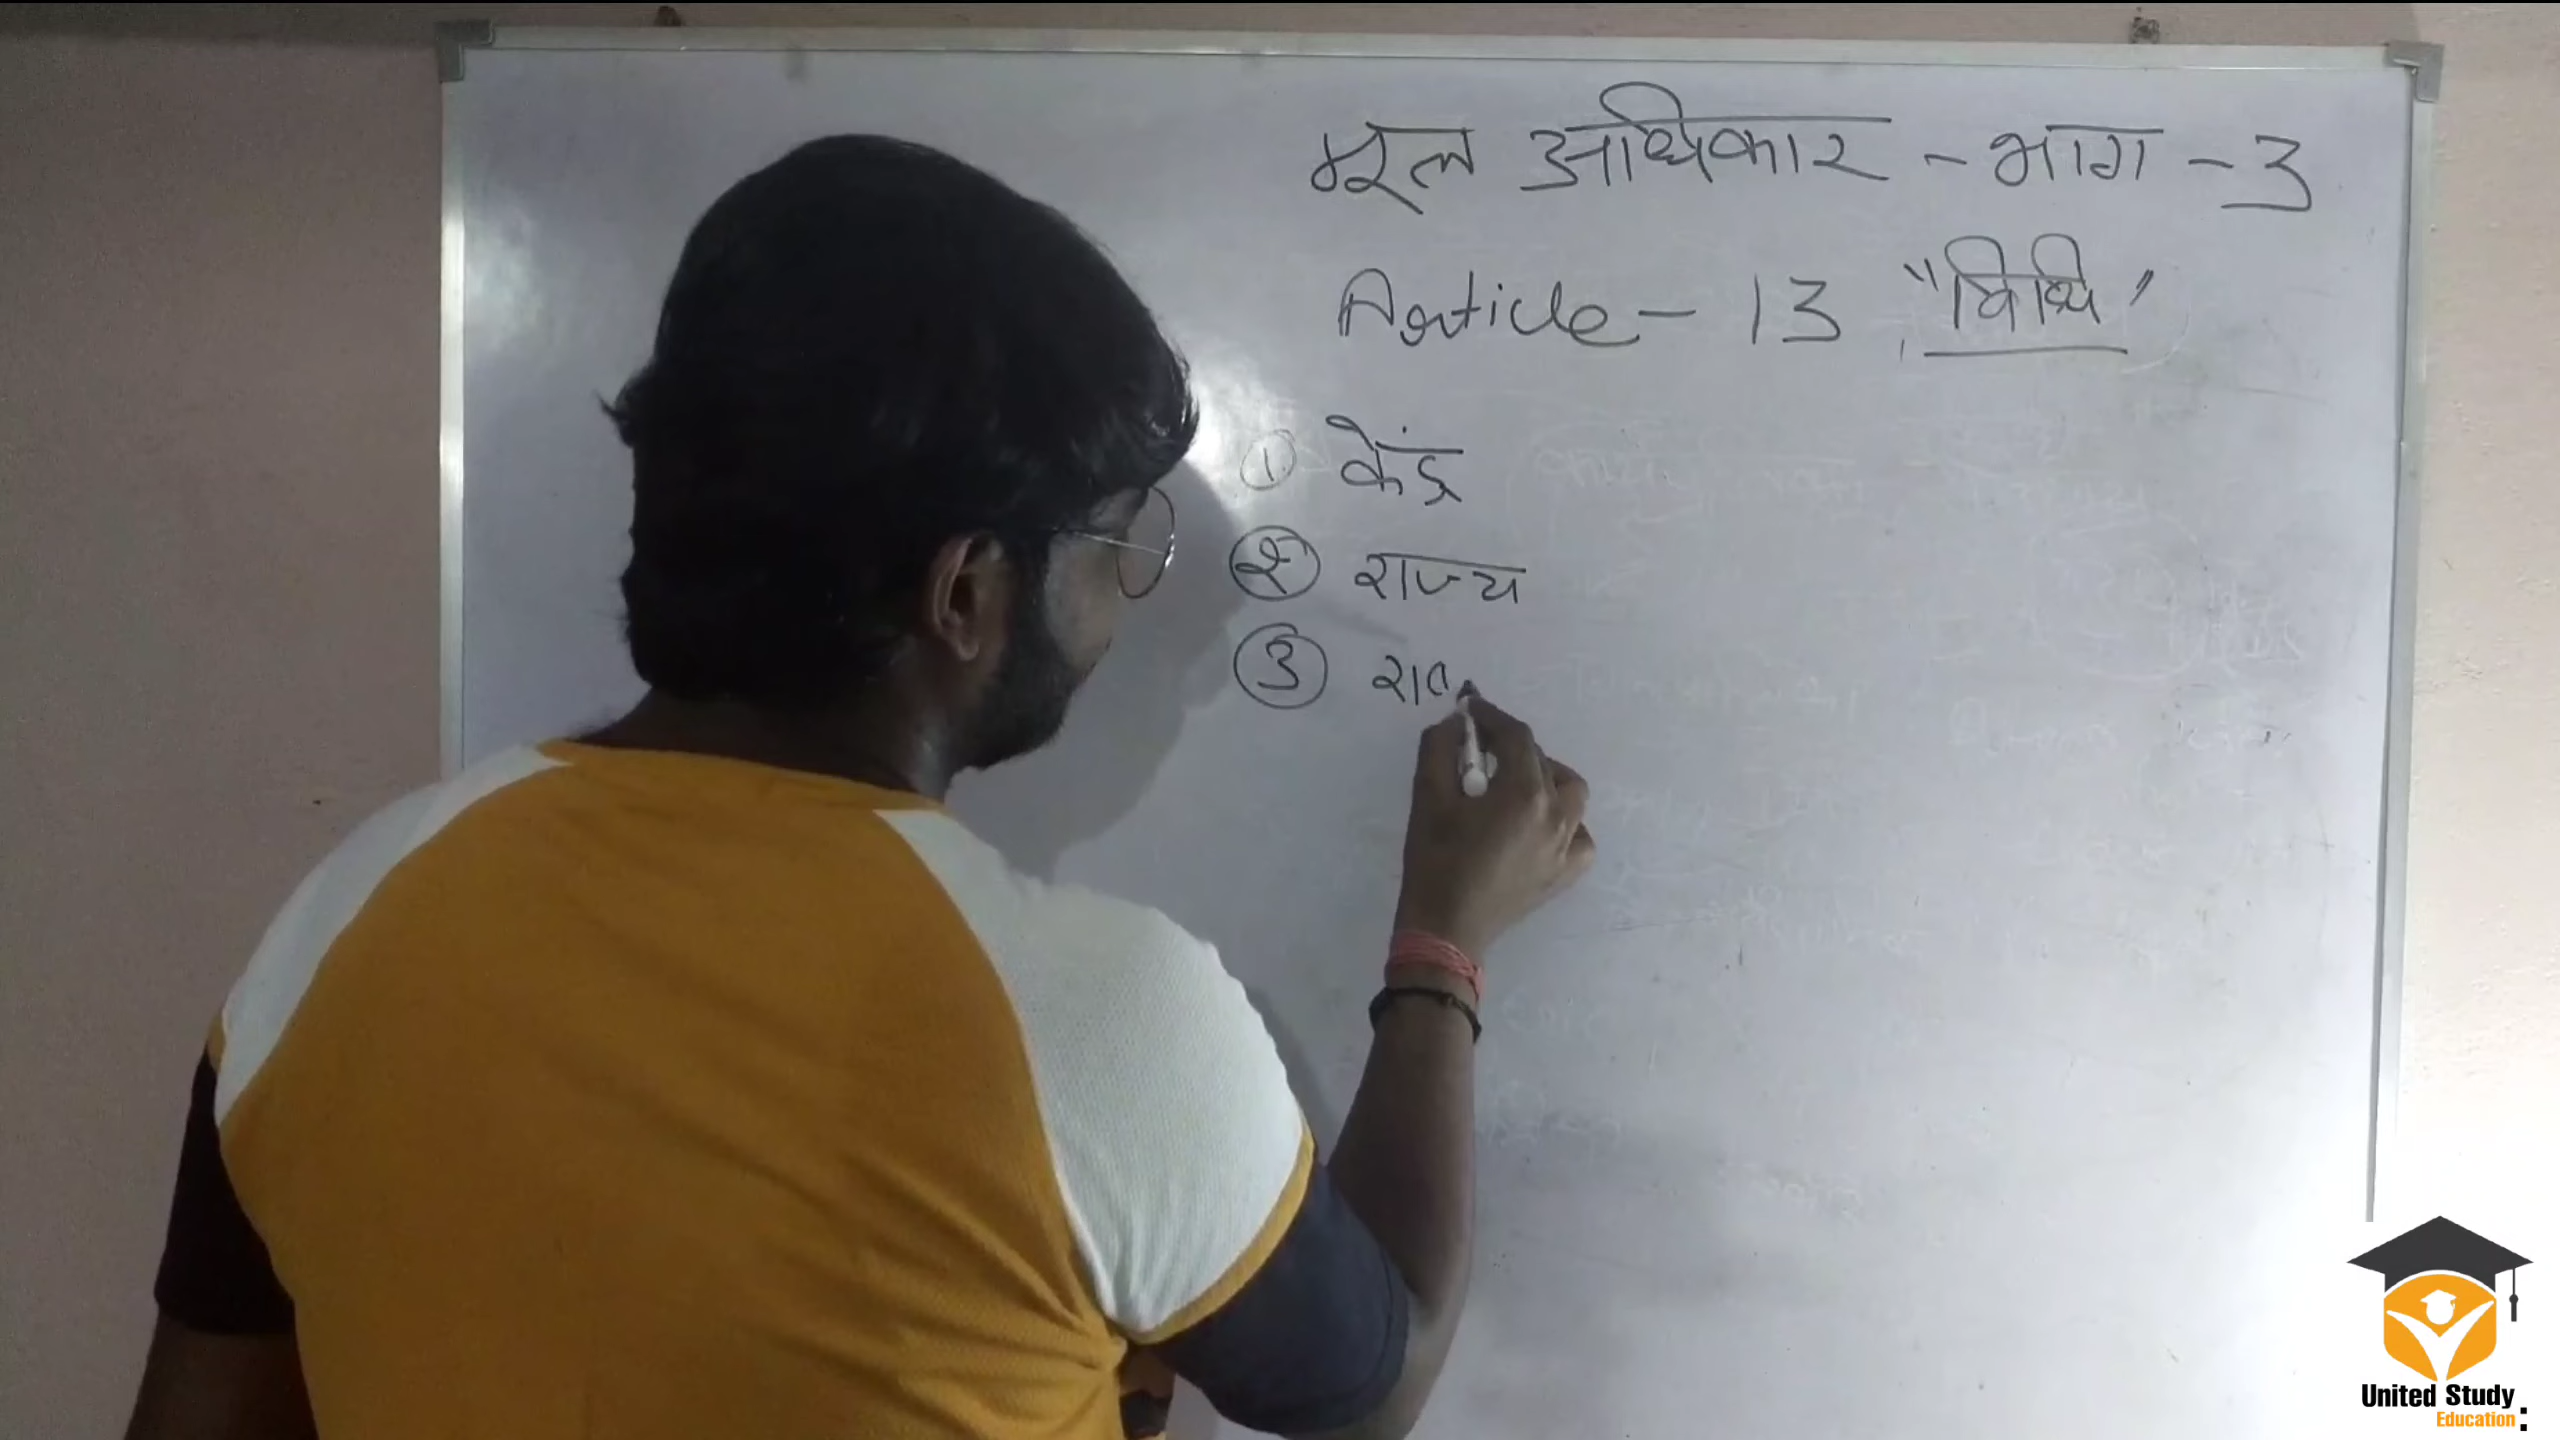 मूल अधिकार - भाग - 3
Article - 13 "विधि"
① केंद्र
② राज्य
③ रा
United Study
Education